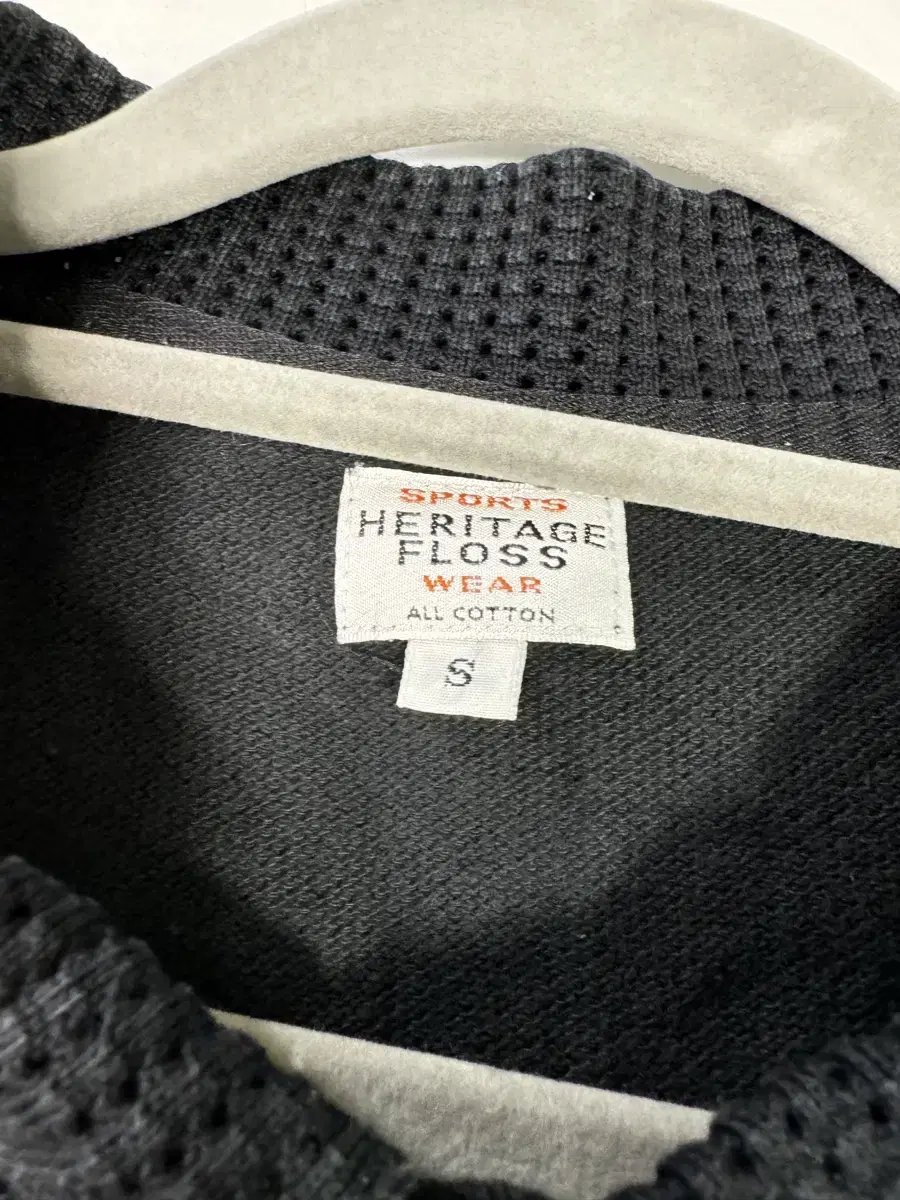 SPORTS
HERITAGE
FLOSS
WEAR
ALL COTTON
S